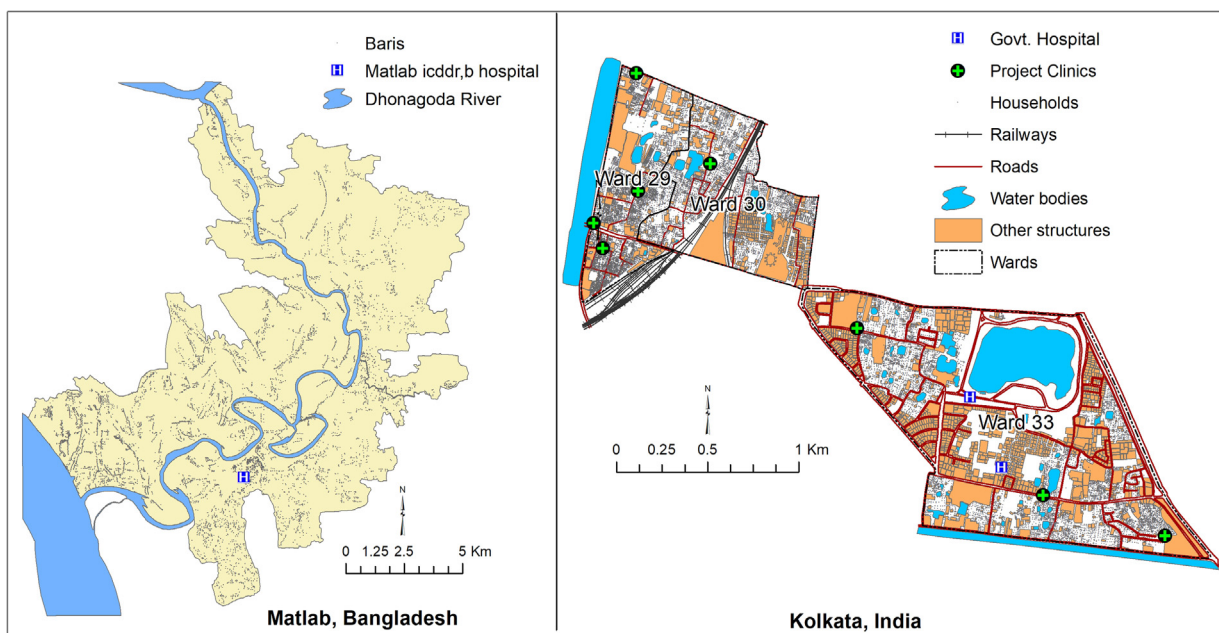 Baris
Matlab icddr,b hospital
Dhonagoda River
N
0 1.25 2.5 5 Km
Matlab, Bangladesh
Govt. Hospital
Project Clinics
Households
Railways
Roads
Water bodies
Other structures
Wards
Ward 29
Ward 30
Ward 33
H
H
H
H
N
0 0.5 1 Km
Kolkata, India